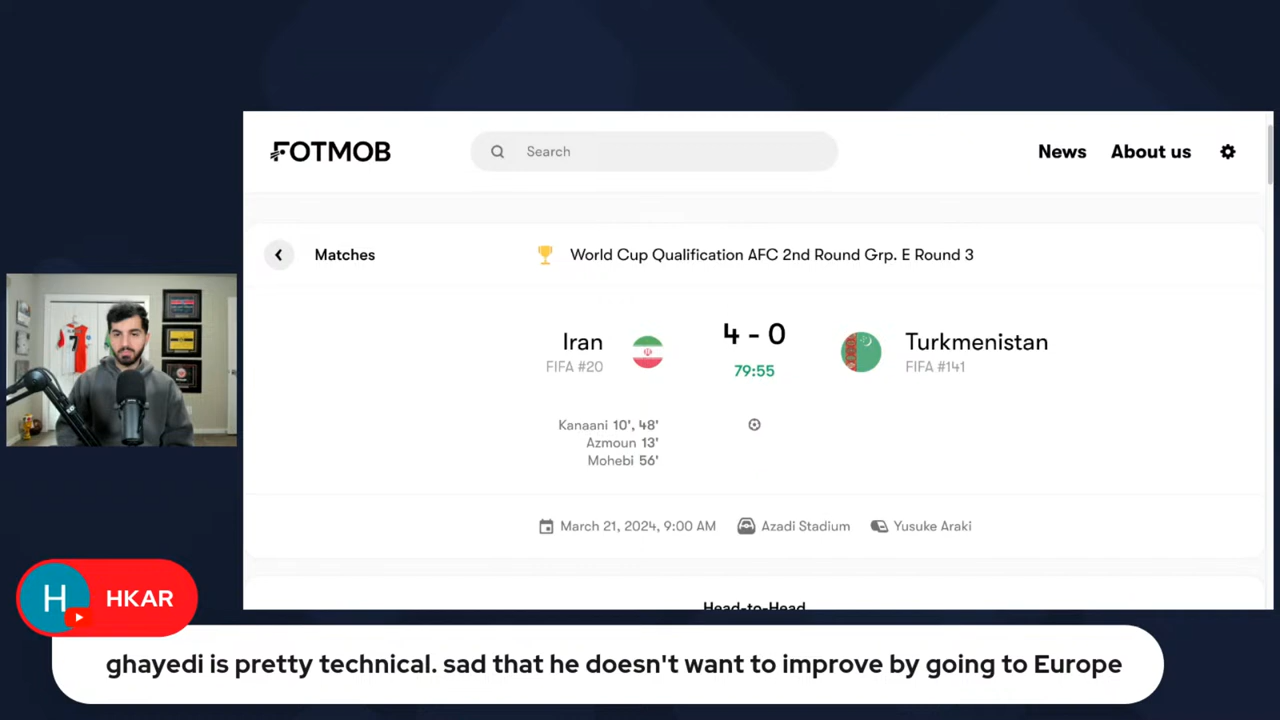 FOTMOB
Search
News
About us
Matches
World Cup Qualification AFC 2nd Round Grp. E Round 3
Iran
FIFA #20
4 - 0
79:55
Turkmenistan
FIFA #141
Kanaani 10', 48'
Azmoun 13'
Mohebi 56'
March 21, 2024, 9:00 AM
Azadi Stadium
Yusuke Araki
Head-to-Head
H
HKAR
ghayedi is pretty technical. sad that he doesn't want to improve by going to Europe